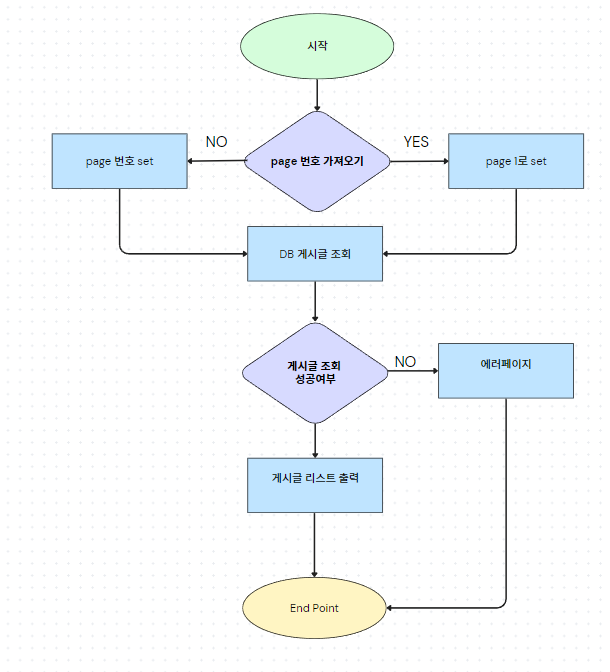 시작
NO
YES
page 번호 set
page 번호 가져오기
page 1로 set
DB 게시글 조회
게시글 조회
성공여부
NO
에러페이지
게시글 리스트 출력
End Point